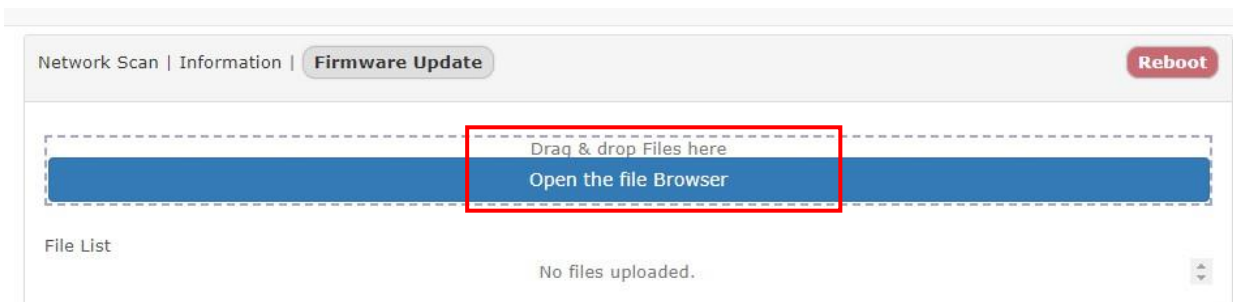 Network Scan | Information | Firmware Update Reboot
Drag & drop Files here
Open the file Browser
File List
No files uploaded.